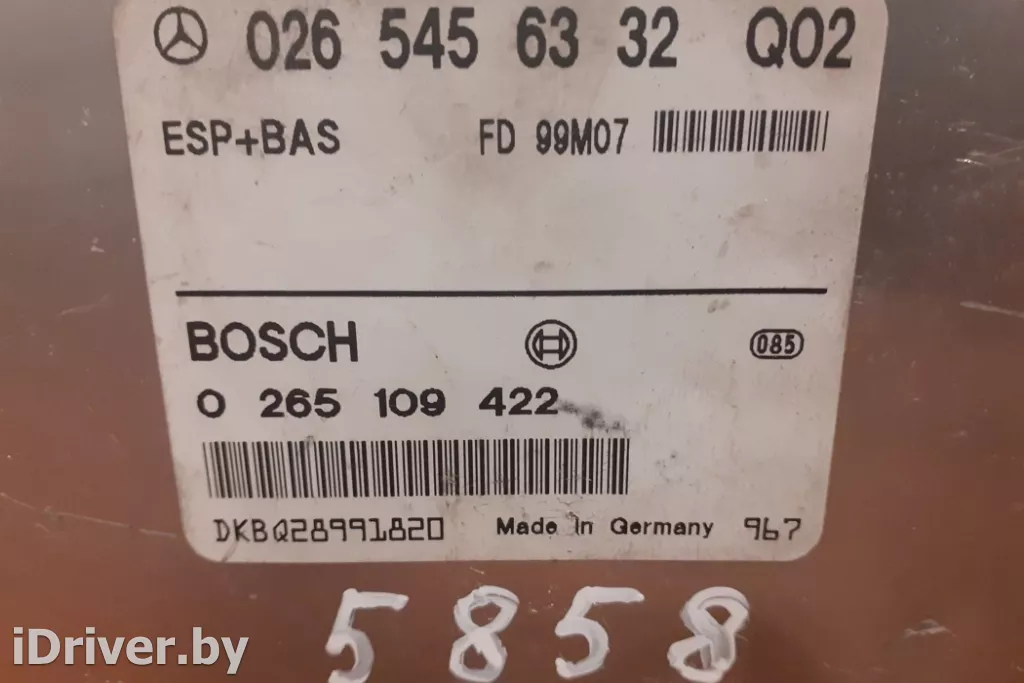 026 545 63 32 Q02
ESP+BAS FD 99M07
BOSCH 085
0 265 109 422
DKBQ28991820 Made in Germany 967
5858
iDriver.by